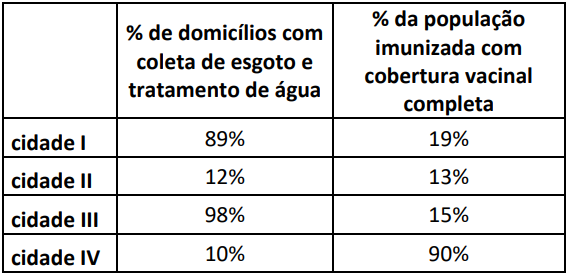 % de domicílios com
coleta de esgoto e
tratamento de água
% da população
imunizada com
cobertura vacinal
completa
cidade I 89% 19%
cidade II 12% 13%
cidade III 98% 15%
cidade IV 10% 90%